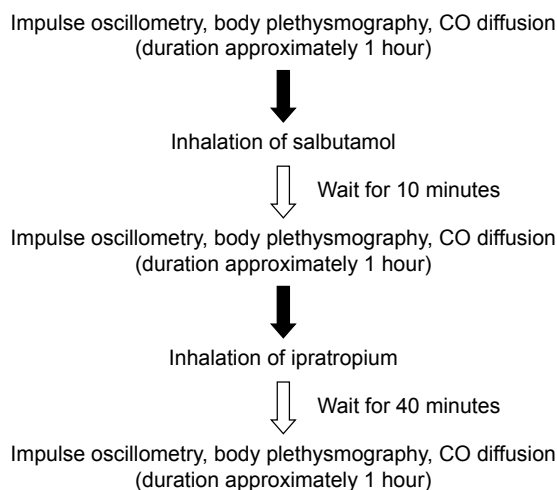 Impulse oscillometry, body plethysmography, CO diffusion
(duration approximately 1 hour)
Inhalation of salbutamol
Wait for 10 minutes
Impulse oscillometry, body plethysmography, CO diffusion
(duration approximately 1 hour)
Inhalation of ipratropium
Wait for 40 minutes
Impulse oscillometry, body plethysmography, CO diffusion
(duration approximately 1 hour)